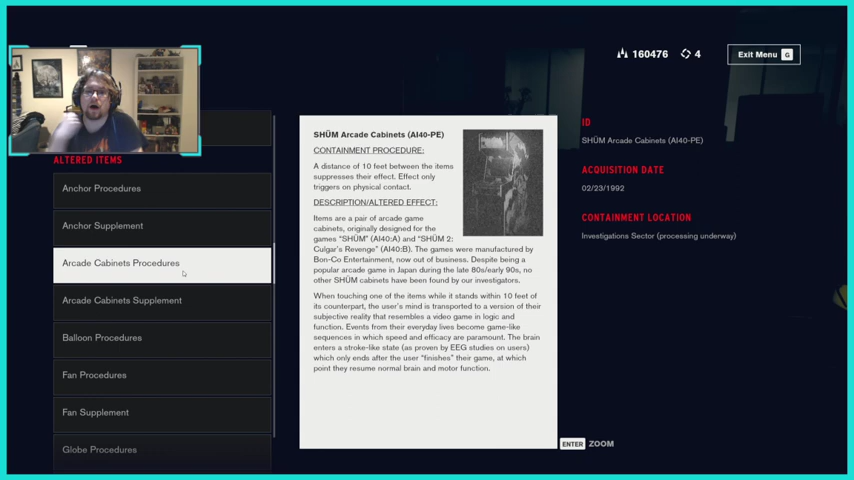 160476
4
Exit Menu G
ALTERED ITEMS
Anchor Procedures
Anchor Supplement
Arcade Cabinets Procedures
Arcade Cabinets Supplement
Balloon Procedures
Fan Procedures
Fan Supplement
Globe Procedures
SHÜM Arcade Cabinets (AI40-PE)
CONTAINMENT PROCEDURE:
A distance of 10 feet between the items
suppresses their effect. Effect only
triggers on physical contact.
DESCRIPTION/ALTERED EFFECT:
Items are a pair of arcade game
cabinets, originally designed for the
games "SHÜM" (AI40:A) and "SHÜM 2:
Culgar's Revenge" (AI40:B). The games were manufactured by
Bon-Co Entertainment, now out of business. Despite being a
popular arcade game in Japan during the late 80s/early 90s, no
other SHÜM cabinets have been found by our investigators.
When touching one of the items while it stands within 10 feet of
its counterpart, the user's mind is transported to a version of their
subjective reality that resembles a video game in logic and
function. Events from their everyday lives become game-like
sequences in which speed and efficacy are paramount. The brain
enters a stroke-like state (as proven by EEG studies on users)
which only ends after the user "finishes" their game, at which
point they resume normal brain and motor function.
ID
SHÜM Arcade Cabinets (AI40-PE)
ACQUISITION DATE
02/23/1992
CONTAINMENT LOCATION
Investigations Sector (processing underway)
ENTER ZOOM